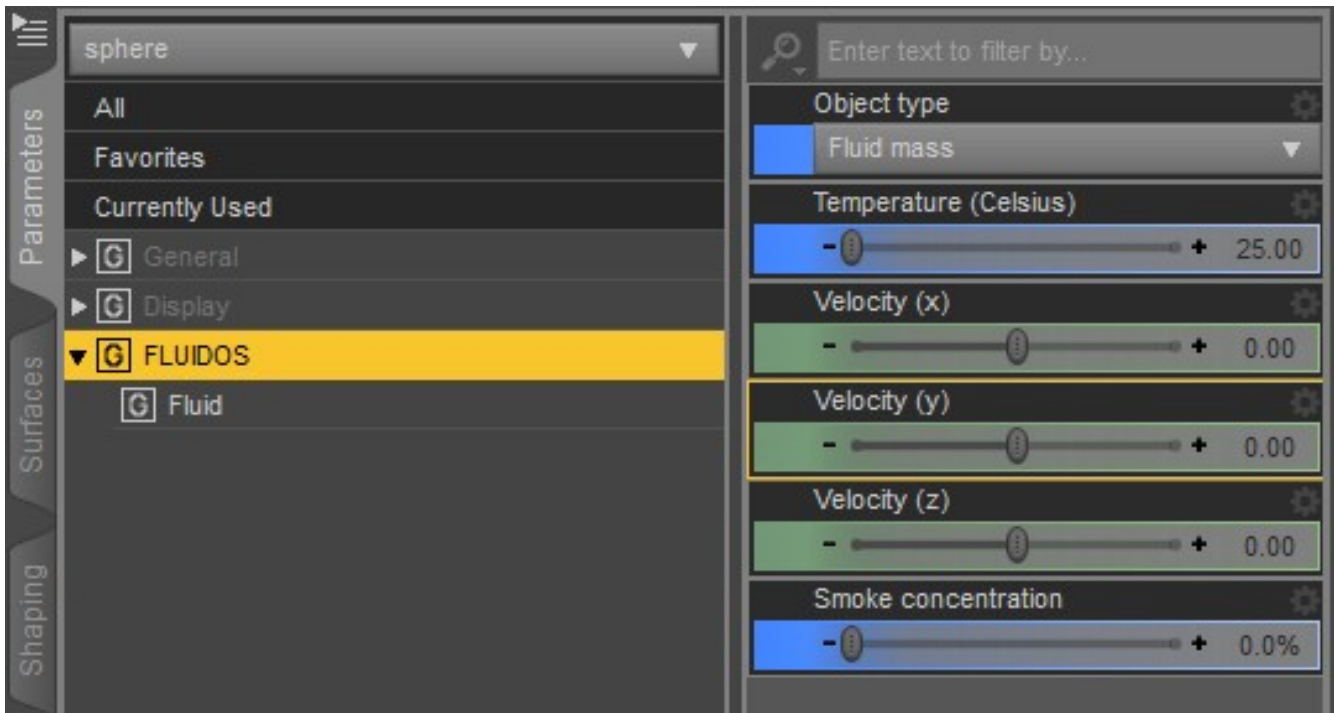 Parameters
Surfaces
Shaping
sphere
All
Favorites
Currently Used
G General
G Display
G FLUIDOS
G Fluid
Enter text to filter by...
Object type
Fluid mass
Temperature (Celsius)
- + 25.00
Velocity (x)
- + 0.00
Velocity (y)
- + 0.00
Velocity (z)
- + 0.00
Smoke concentration
- + 0.0%